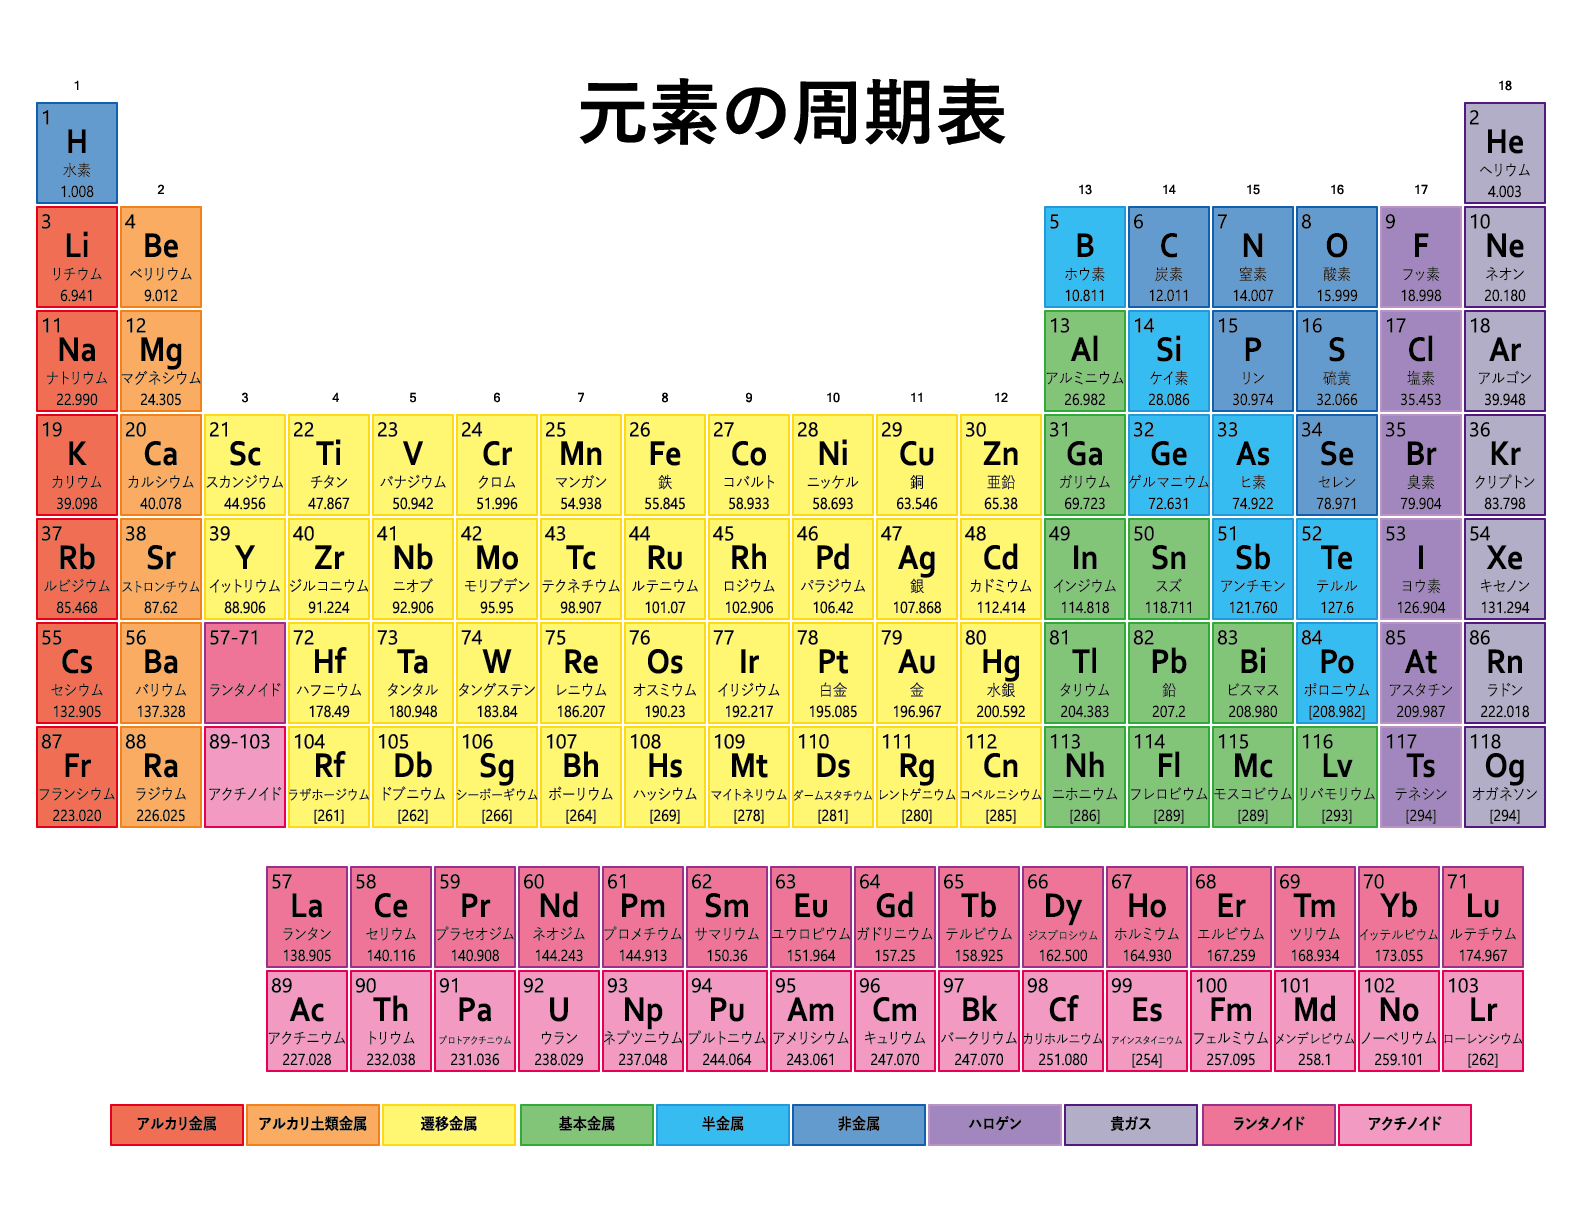 元素の周期表
1
18
1
H
水素
1.008
2
He
ヘリウム
4.003
2
13
14
15
16
17
3
Li
リチウム
6.941
4
Be
ベリリウム
9.012
5
B
ホウ素
10.811
6
C
炭素
12.011
7
N
窒素
14.007
8
O
酸素
15.999
9
F
フッ素
18.998
10
Ne
ネオン
20.180
11
Na
ナトリウム
22.990
12
Mg
マグネシウム
24.305
13
Al
アルミニウム
26.982
14
Si
ケイ素
28.086
15
P
リン
30.974
16
S
硫黄
32.066
17
Cl
塩素
35.453
18
Ar
アルゴン
39.948
3
4
5
6
7
8
9
10
11
12
19
K
カリウム
39.098
20
Ca
カルシウム
40.078
21
Sc
スカンジウム
44.956
22
Ti
チタン
47.867
23
V
バナジウム
50.942
24
Cr
クロム
51.996
25
Mn
マンガン
54.938
26
Fe
鉄
55.845
27
Co
コバルト
58.933
28
Ni
ニッケル
58.693
29
Cu
銅
63.546
30
Zn
亜鉛
65.38
31
Ga
ガリウム
69.723
32
Ge
ゲルマニウム
72.631
33
As
ヒ素
74.922
34
Se
セレン
78.971
35
Br
臭素
79.904
36
Kr
クリプトン
83.798
37
Rb
ルビジウム
85.468
38
Sr
ストロンチウム
87.62
39
Y
イットリウム
88.906
40
Zr
ジルコニウム
91.224
41
Nb
ニオブ
92.906
42
Mo
モリブデン
95.95
43
Tc
テクネチウム
98.907
44
Ru
ルテニウム
101.07
45
Rh
ロジウム
102.906
46
Pd
パラジウム
106.42
47
Ag
銀
107.868
48
Cd
カドミウム
112.414
49
In
インジウム
114.818
50
Sn
スズ
118.711
51
Sb
アンチモン
121.760
52
Te
テルル
127.6
53
I
ヨウ素
126.904
54
Xe
キセノン
131.294
55
Cs
セシウム
132.905
56
Ba
バリウム
137.328
57-71
ランタノイド
72
Hf
ハフニウム
178.49
73
Ta
タンタル
180.948
74
W
タングステン
183.84
75
Re
レニウム
186.207
76
Os
オスミウム
190.23
77
Ir
イリジウム
192.217
78
Pt
白金
195.085
79
Au
金
196.967
80
Hg
水銀
200.592
81
Tl
タリウム
204.383
82
Pb
鉛
207.2
83
Bi
ビスマス
208.980
84
Po
ポロニウム
[208.982]
85
At
アスタチン
209.987
86
Rn
ラドン
222.018
87
Fr
フランシウム
223.020
88
Ra
ラジウム
226.025
89-103
アクチノイド
104
Rf
ラザホージウム
[261]
105
Db
ドブニウム
[262]
106
Sg
シーボーギウム
[266]
107
Bh
ボーリウム
[264]
108
Hs
ハッシウム
[269]
109
Mt
マイトネリウム
[278]
110
Ds
ダームスタチウム
[281]
111
Rg
レントゲニウム
[280]
112
Cn
コペルニシウム
[285]
113
Nh
ニホニウム
[286]
114
Fl
フレロビウム
[289]
115
Mc
モスコビウム
[289]
116
Lv
リバモリウム
[293]
117
Ts
テネシン
[294]
118
Og
オガネソン
[294]
57
La
ランタン
138.905
58
Ce
セリウム
140.116
59
Pr
プラセオジム
140.908
60
Nd
ネオジム
144.243
61
Pm
プロメチウム
144.913
62
Sm
サマリウム
150.36
63
Eu
ユウロビウム
151.964
64
Gd
ガドリニウム
157.25
65
Tb
テルビウム
158.925
66
Dy
ジスプロシウム
162.500
67
Ho
ホルミウム
164.930
68
Er
エルビウム
167.259
69
Tm
ツリウム
168.934
70
Yb
イッテルビウム
173.055
71
Lu
ルテチウム
174.967
89
Ac
アクチニウム
227.028
90
Th
トリウム
232.038
91
Pa
プロトアクチニウム
231.036
92
U
ウラン
238.029
93
Np
ネプツニウム
237.048
94
Pu
プルトニウム
244.064
95
Am
アメリシウム
243.061
96
Cm
キュリウム
247.070
97
Bk
バークリウム
247.070
98
Cf
カリホルニウム
251.080
99
Es
アインスタイニウム
[254]
100
Fm
フェルミウム
257.095
101
Md
メンデレビウム
258.1
102
No
ノーベリウム
259.101
103
Lr
ローレンシウム
[262]
アルカリ金属
アルカリ土類金属
遷移金属
基本金属
半金属
非金属
ハロゲン
貴ガス
ランタノイド
アクチノイド